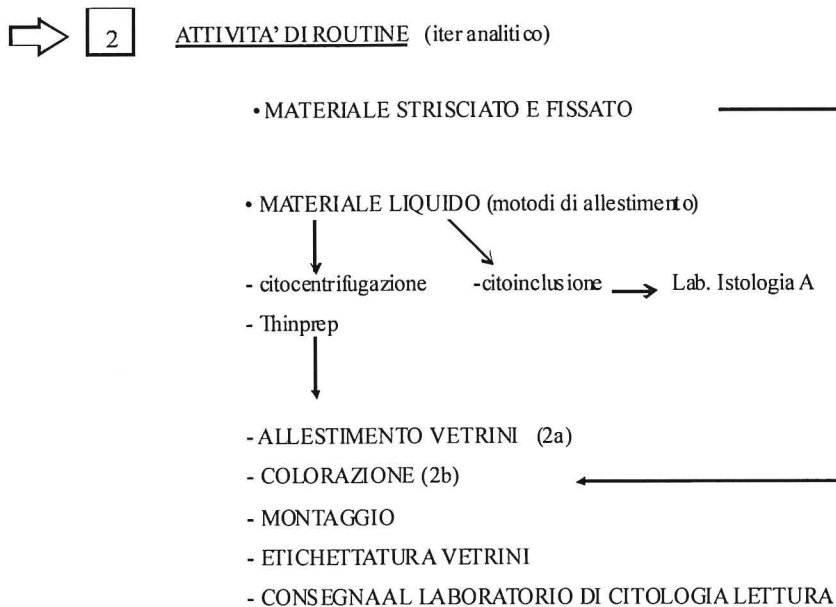 2 ATTIVITA' DI ROUTINE (iter analitico)
• MATERIALE STRISCIATO E FISSATO
• MATERIALE LIQUIDO (motodi di allestimento)
- citocentrifugazione -citoinclusione Lab. Istologia A
- Thinprep
- ALLESTIMENTO VETRINI (2a)
- COLORAZIONE (2b)
- MONTAGGIO
- ETICHETTATURA VETRINI
- CONSEGNA AL LABORATORIO DI CITOLOGIA LETTURA